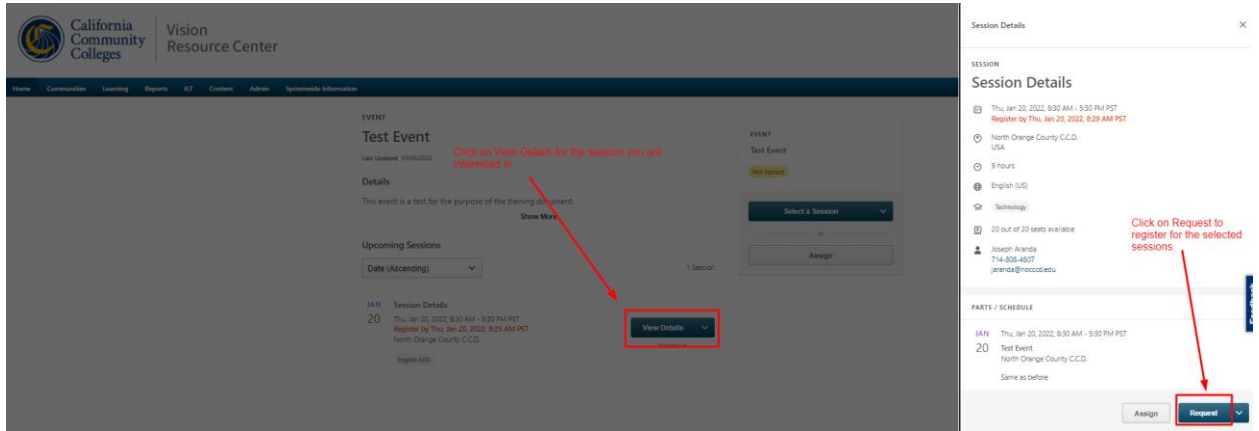 California
Community
Colleges
Vision
Resource Center
Home Communities Learning Reports ILT Content Admin Systemwide Information
EVENT
Test Event
Click on View Details for the session you are
interested in.
Details
This event is a test for the purpose of the training document.
Show More
Upcoming Sessions
Date (Ascending)
1 Session
JAN
20
Session Details
Thu, Jan 20, 2022, 8:30 AM - 5:30 PM PST
Register by Thu, Jan 20, 2022, 8:29 AM PST
North Orange County C.C.D.
English (US)
View Details
EVENT
Test Event
Not Started
Select a Session
or
Assign
Session Details
SESSION
Session Details
Thu, Jan 20, 2022, 8:30 AM - 5:30 PM PST
Register by Thu, Jan 20, 2022, 8:29 AM PST
North Orange County C.C.D.
USA
9 hours
English (US)
Technology
20 out of 20 seats available
Joseph Aranda
714-808-4807
jaranda@nocccd.edu
Click on Request to
register for the selected
sessions.
Feedback
PARTS / SCHEDULE
JAN
20
Thu, Jan 20, 2022, 8:30 AM - 5:30 PM PST
Test Event
North Orange County C.C.D.
Same as before
Assign
Request